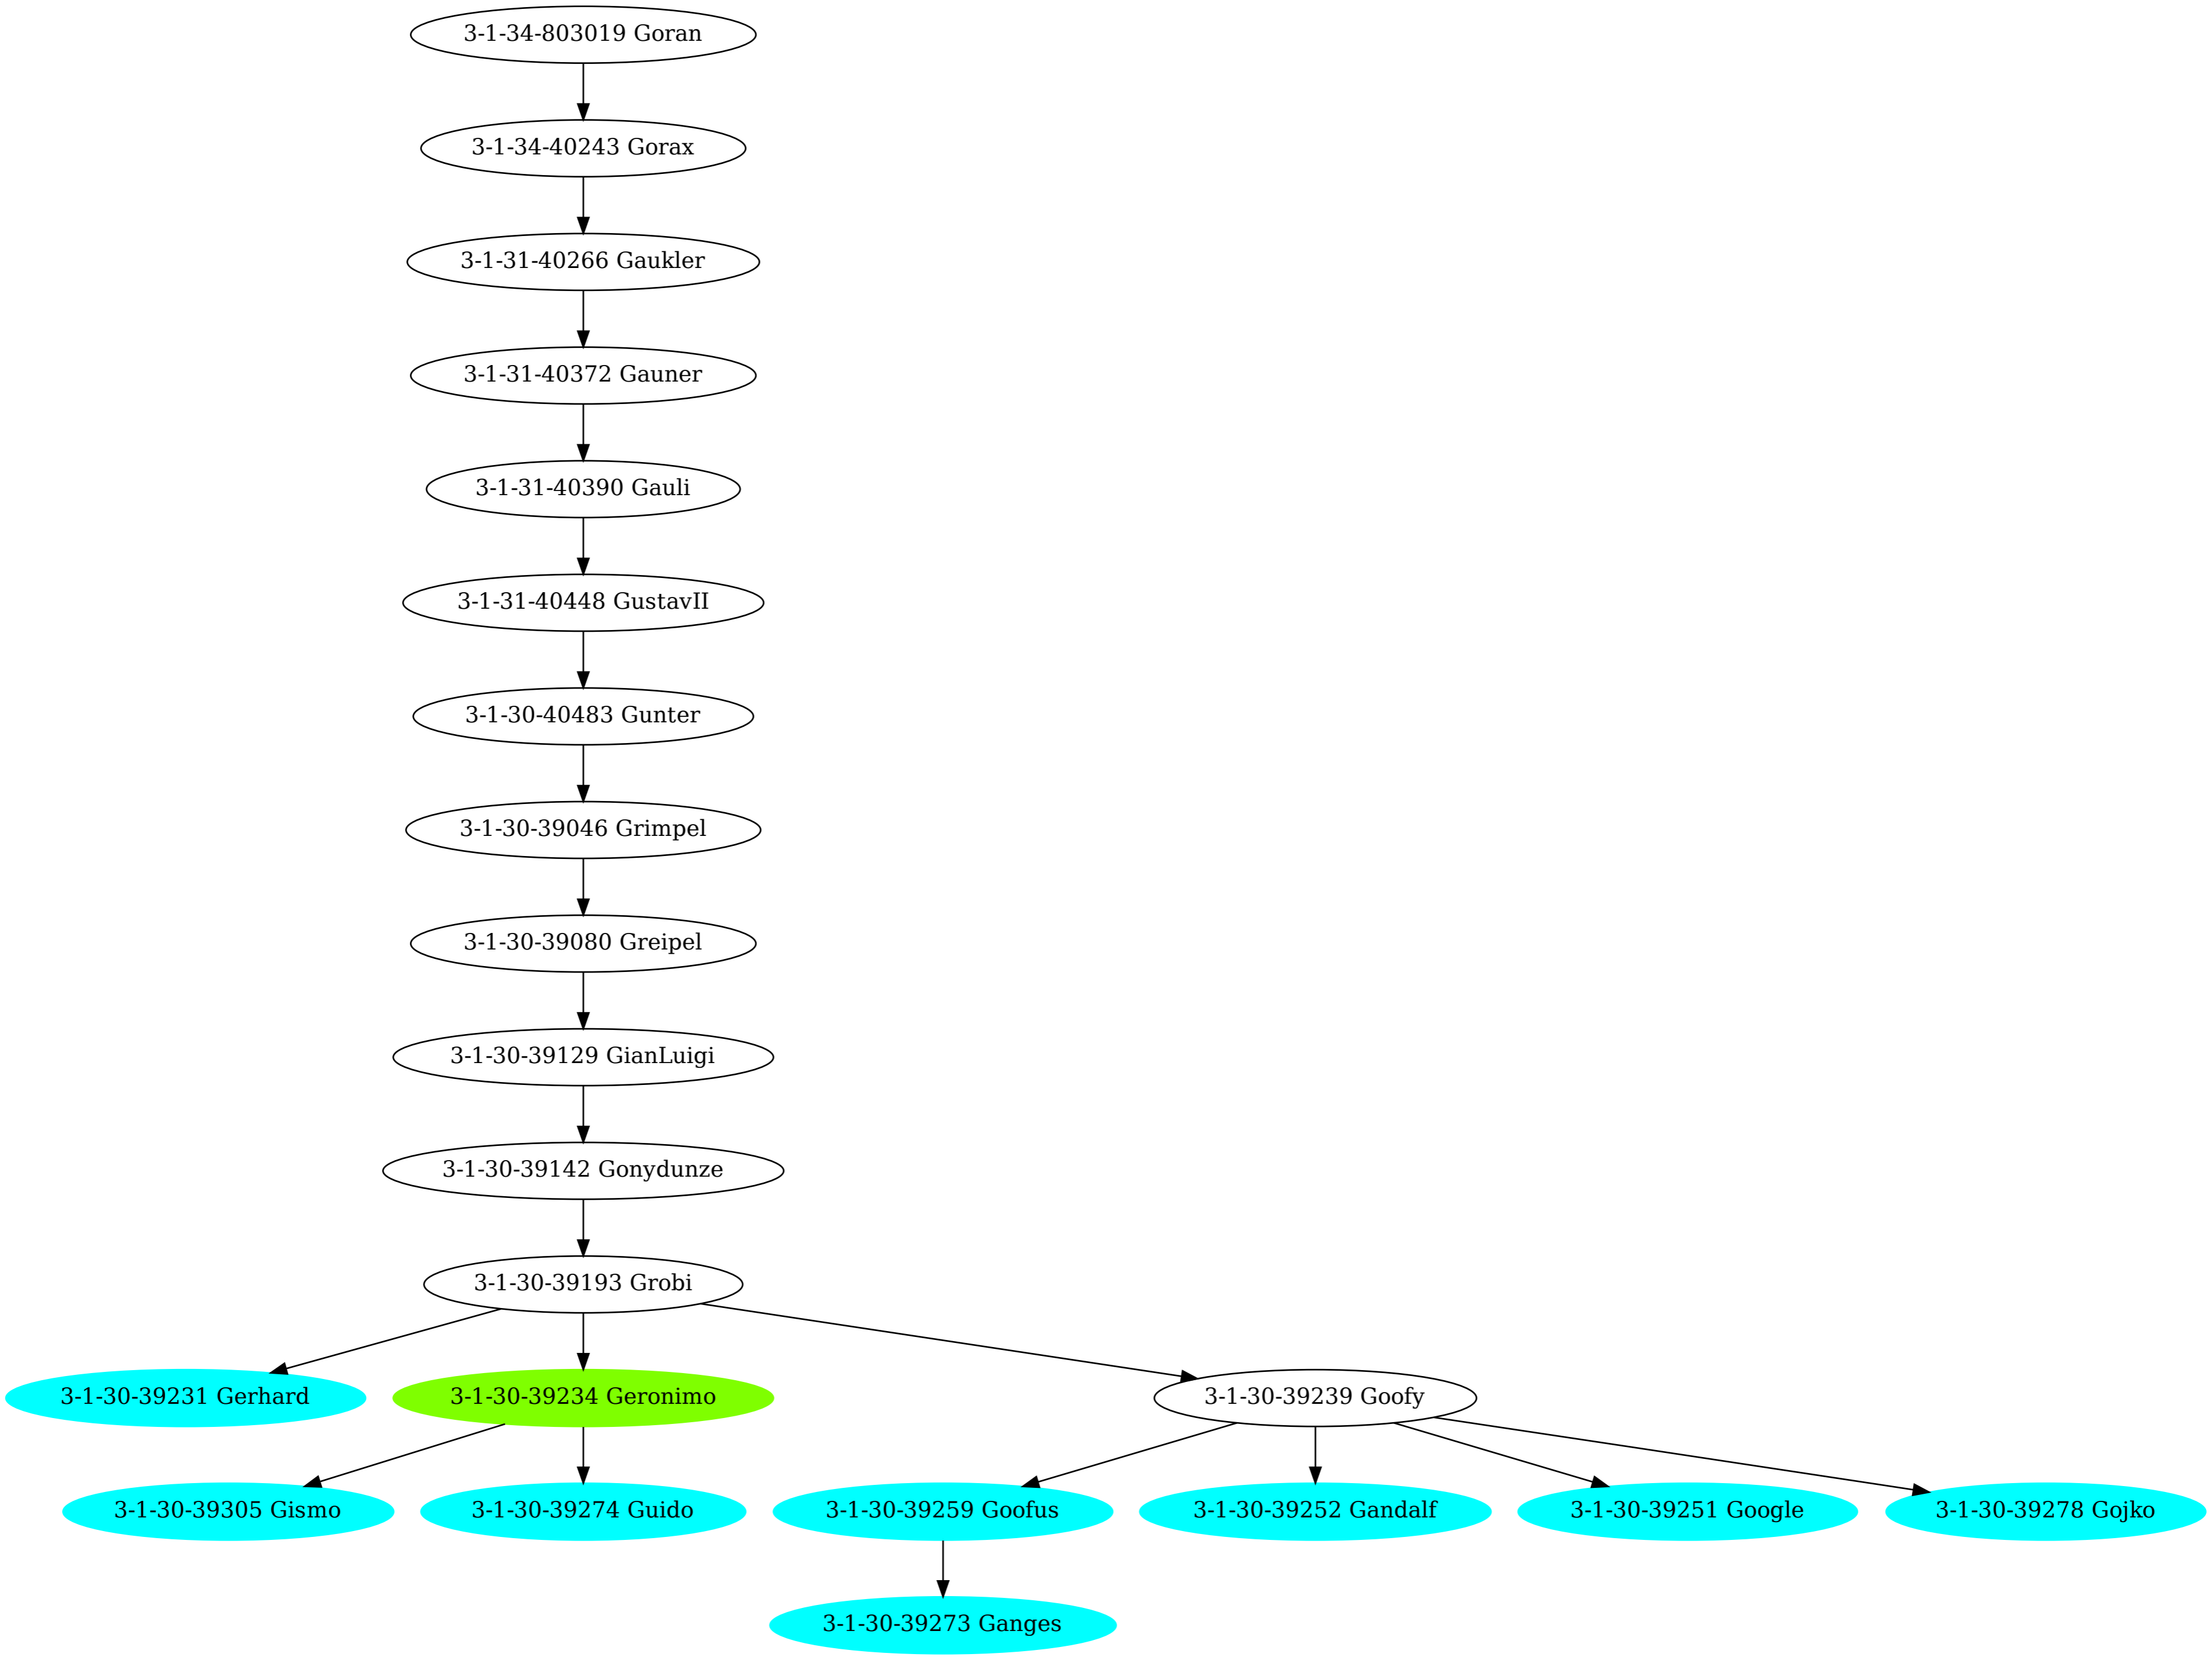 3-1-34-803019 Goran
3-1-34-40243 Gorax
3-1-31-40266 Gaukler
3-1-31-40372 Gauner
3-1-31-40390 Gauli
3-1-31-40448 GustavII
3-1-30-40483 Gunter
3-1-30-39046 Grimpel
3-1-30-39080 Greipel
3-1-30-39129 GianLuigi
3-1-30-39142 Gonydunze
3-1-30-39193 Grobi
3-1-30-39231 Gerhard
3-1-30-39234 Geronimo
3-1-30-39239 Goofy
3-1-30-39305 Gismo
3-1-30-39274 Guido
3-1-30-39259 Goofus
3-1-30-39252 Gandalf
3-1-30-39251 Google
3-1-30-39278 Gojko
3-1-30-39273 Ganges